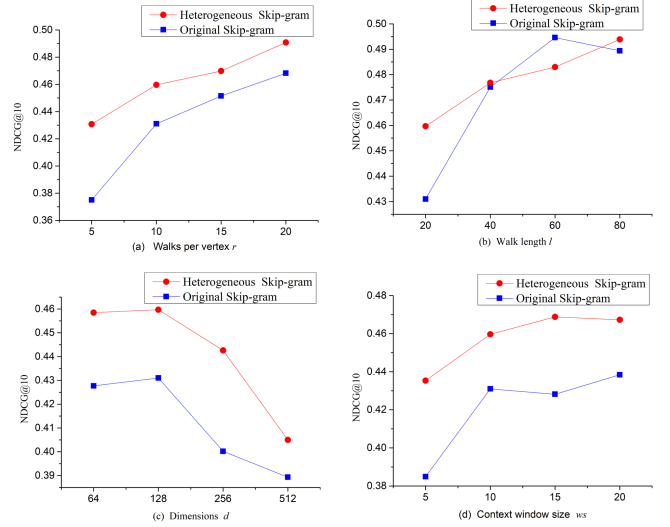 Heterogeneous Skip-gram
Original Skip-gram
0.50
0.48
0.46
0.44
0.42
0.40
0.38
0.36
NDCG@10
5 10 15 20
(a) Walks per vertex r
Heterogeneous Skip-gram
Original Skip-gram
0.50
0.49
0.48
0.47
0.46
0.45
0.44
0.43
NDCG@10
20 40 60 80
(b) Walk length l
Heterogeneous Skip-gram
Original Skip-gram
0.46
0.45
0.44
0.43
0.42
0.41
0.40
0.39
NDCG@10
64 128 256 512
(c) Dimensions d
Heterogeneous Skip-gram
Original Skip-gram
0.48
0.46
0.44
0.42
0.40
0.38
NDCG@10
5 10 15 20
(d) Context window size ws